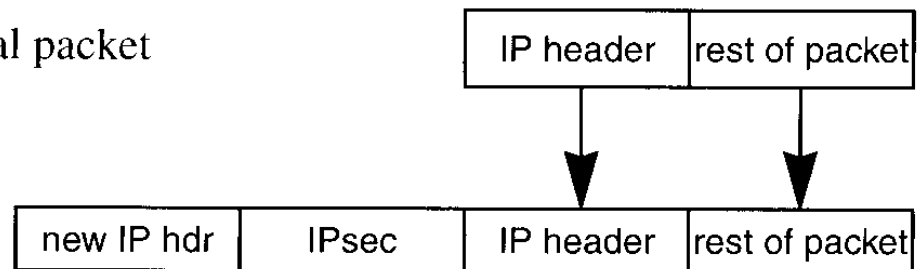 al packet IP header rest of packet
new IP hdr IPsec IP header rest of packet